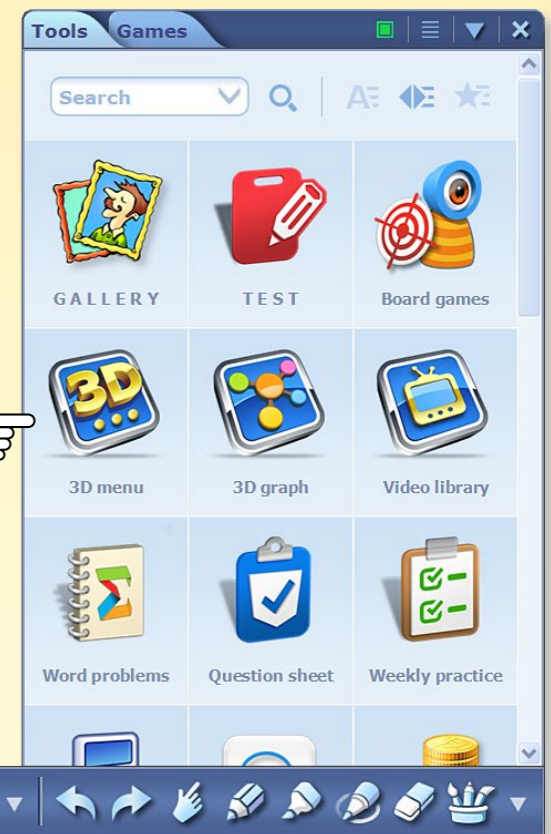 Tools Games
Search
GALLERY TEST Board games
3D
3D menu 3D graph Video library
Word problems Question sheet Weekly practice